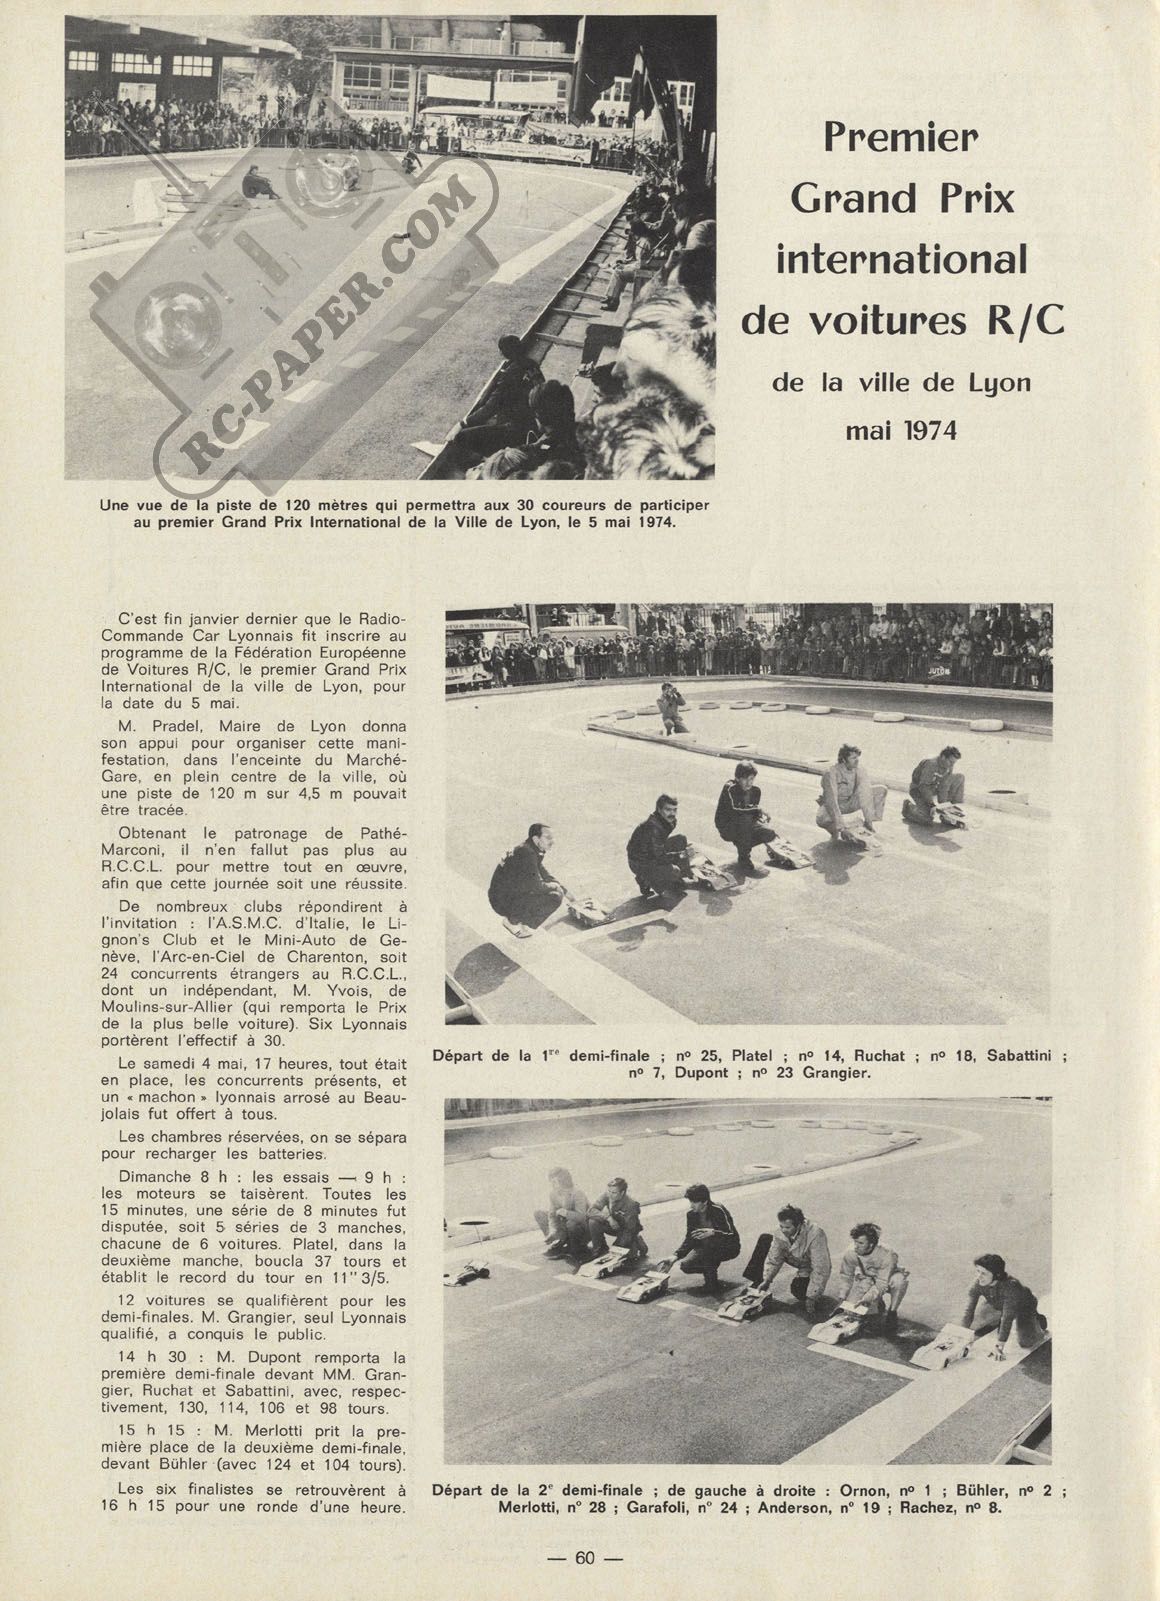 Premier
Grand Prix
international
de voitures R/C
de la ville de Lyon
mai 1974
RC-PAPER.COM
Une vue de la piste de 120 mètres qui permettra aux 30 coureurs de participer
au premier Grand Prix International de la Ville de Lyon, le 5 mai 1974.
C'est fin janvier dernier que le Radio-
Commande Car Lyonnais fit inscrire au
programme de la Fédération Européenne
de Voitures R/C, le premier Grand Prix
International de la ville de Lyon, pour
la date du 5 mai.
M. Pradel, Maire de Lyon donna
son appui pour organiser cette mani-
festation, dans l'enceinte du Marché-
Gare, en plein centre de la ville, où
une piste de 120 m sur 4,5 m pouvait
être tracée.
Obtenant le patronage de Pathé-
Marconi, il n'en fallut pas plus au
R.C.C.L. pour mettre tout en œuvre,
afin que cette journée soit une réussite.
De nombreux clubs répondirent à
l'invitation : l'A.S.M.C. d'Italie, le Li-
gnon's Club et le Mini-Auto de Ge-
nève, l'Arc-en-Ciel de Charenton, soit
24 concurrents étrangers au R.C.C.L.,
dont un indépendant, M. Yvois, de
Moulins-sur-Allier (qui remporta le Prix
de la plus belle voiture). Six Lyonnais
portèrent l'effectif à 30.
Le samedi 4 mai, 17 heures, tout était
en place, les concurrents présents, et
un « machon » lyonnais arrosé au Beau-
jolais fut offert à tous.
Les chambres réservées, on se sépara
pour recharger les batteries.
Dimanche 8 h : les essais — 9 h :
les moteurs se taisèrent. Toutes les
15 minutes, une série de 8 minutes fut
disputée, soit 5 séries de 3 manches,
chacune de 6 voitures. Platel, dans la
deuxième manche, boucla 37 tours et
établit le record du tour en 11'' 3/5.
12 voitures se qualifièrent pour les
demi-finales. M. Grangier, seul Lyonnais
qualifié, a conquis le public.
14 h 30 : M. Dupont remporta la
première demi-finale devant MM. Gran-
gier, Ruchat et Sabattini, avec, respec-
tivement, 130, 114, 106 et 98 tours.
15 h 15 : M. Merlotti prit la pre-
mière place de la deuxième demi-finale,
devant Bühler (avec 124 et 104 tours).
Les six finalistes se retrouvèrent à
16 h 15 pour une ronde d'une heure.
Départ de la 1re demi-finale ; nº 25, Platel ; nº 14, Ruchat ; nº 18, Sabattini ;
nº 7, Dupont ; nº 23 Grangier.
Départ de la 2e demi-finale ; de gauche à droite : Ornon, nº 1 ; Bühler, nº 2 ;
Merlotti, n° 28 ; Garafoli, n° 24 ; Anderson, n° 19 ; Rachez, nº 8.
— 60 —